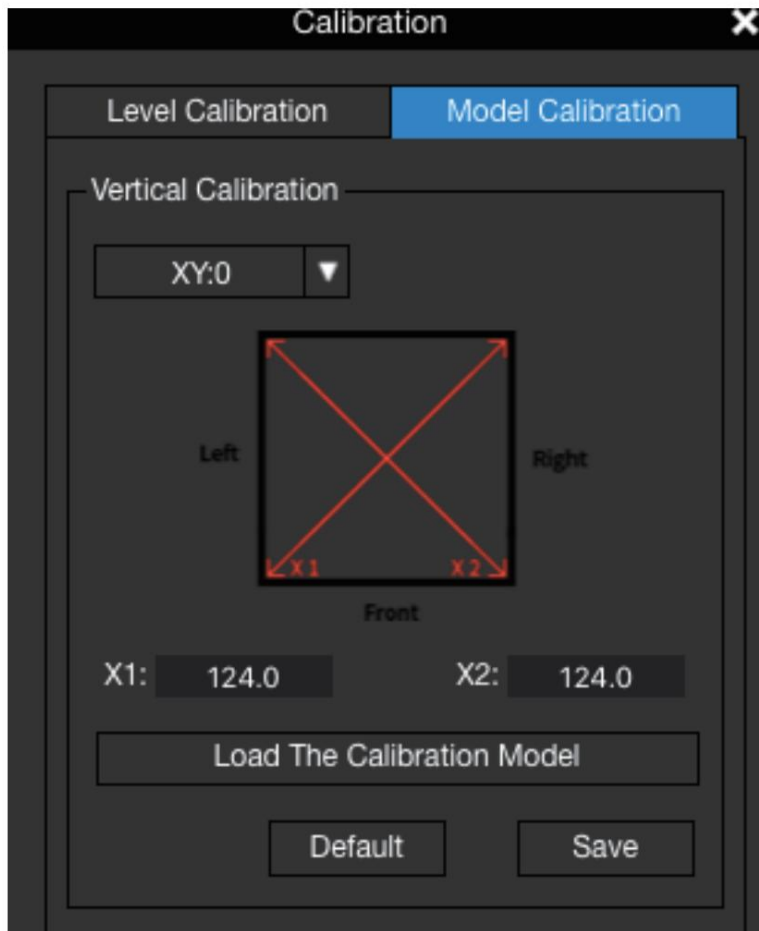 Calibration
Level Calibration Model Calibration
Vertical Calibration
XY:0
Left Right
X1 X2
Front
X1: 124.0 X2: 124.0
Load The Calibration Model
Default Save